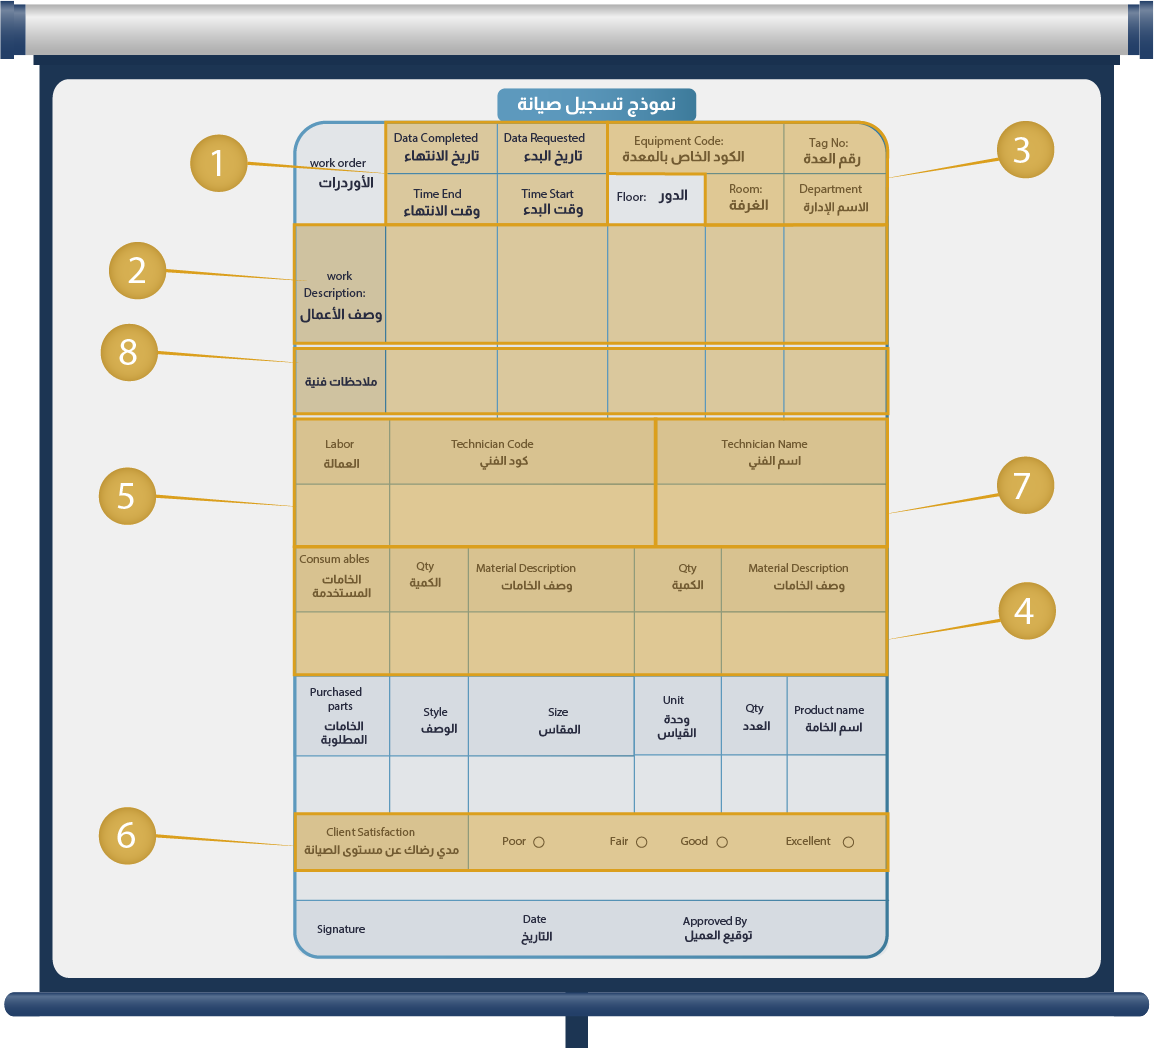 نموذج تسجيل صيانة
1
work order
الأوردرات
Data Completed
تاريخ الانتهاء
Data Requested
تاريخ البدء
Equipment Code:
الكود الخاص بالمعدة
Tag No:
رقم العدة
3
Time End
وقت الانتهاء
Time Start
وقت البدء
Floor: الدور
Room:
الغرفة
Department
الاسم الإدارة
2
work
Description:
وصف الأعمال
8
ملاحظات فنية
5
Labor
العمالة
Technician Code
كود الفني
Technician Name
اسم الفني
7
Consum ables
الخامات
المستخدمة
Qty
الكمية
Material Description
وصف الخامات
Qty
الكمية
Material Description
وصف الخامات
4
Purchased
parts
الخامات
المطلوبة
Style
الوصف
Size
المقاس
Unit
وحدة
القياس
Qty
العدد
Product name
اسم الخامة
6
Client Satisfaction
مدي رضاك عن مستوى الصيانة
Poor
Fair
Good
Excellent
Signature
Date
التاريخ
Approved By
توقيع العميل